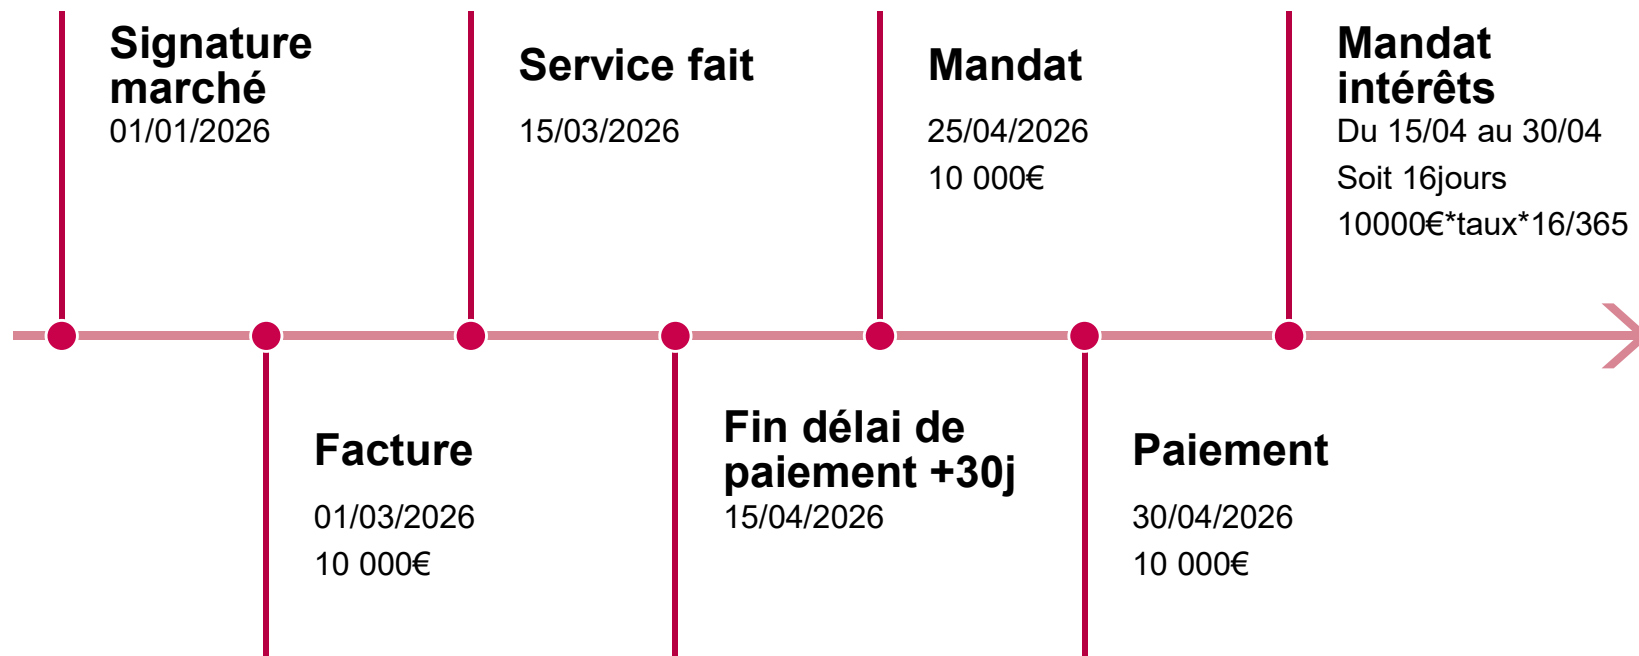 Signature
marché
01/01/2026
Service fait
15/03/2026
Mandat
25/04/2026
10 000€
Mandat
intérêts
Du 15/04 au 30/04
Soit 16jours
10000€*taux*16/365
Facture
01/03/2026
10 000€
Fin délai de
paiement +30j
15/04/2026
Paiement
30/04/2026
10 000€